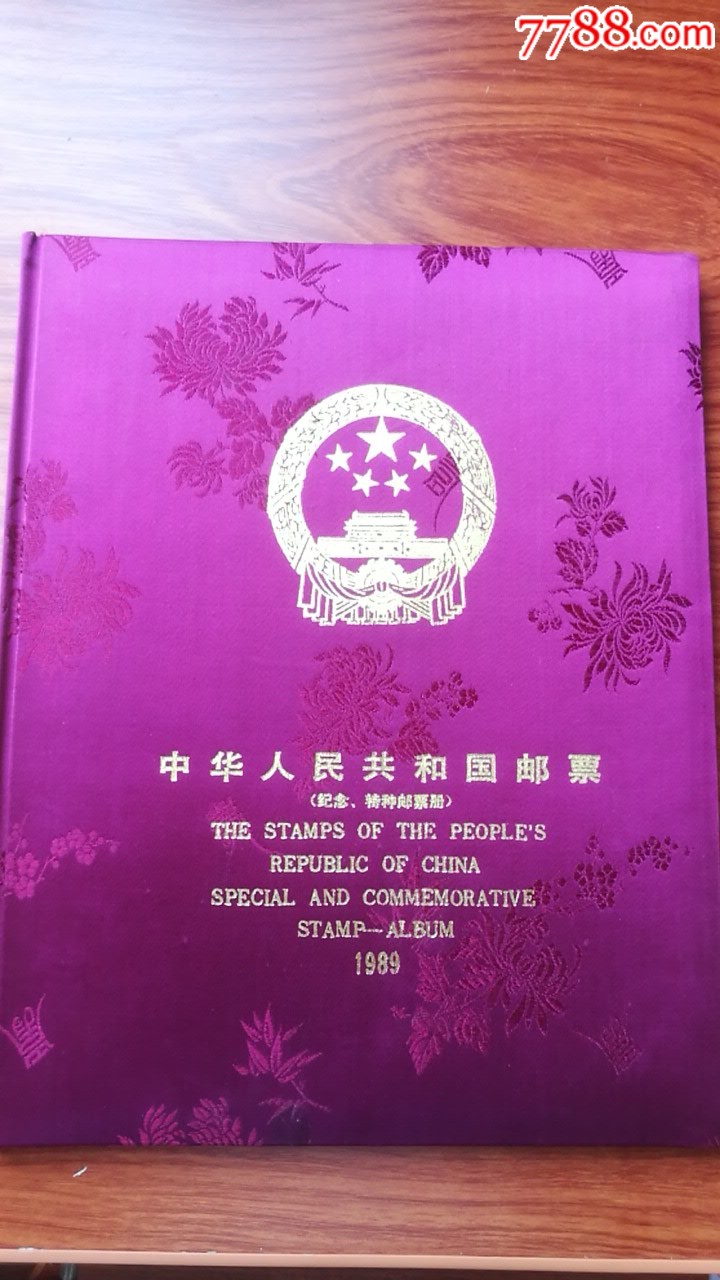 7788.com
中华人民共和国邮票
（纪念、特种邮票册）
THE STAMPS OF THE PEOPLE'S
REPUBLIC OF CHINA
SPECIAL AND COMMEMORATIVE
STAMP—ALBUM
1989